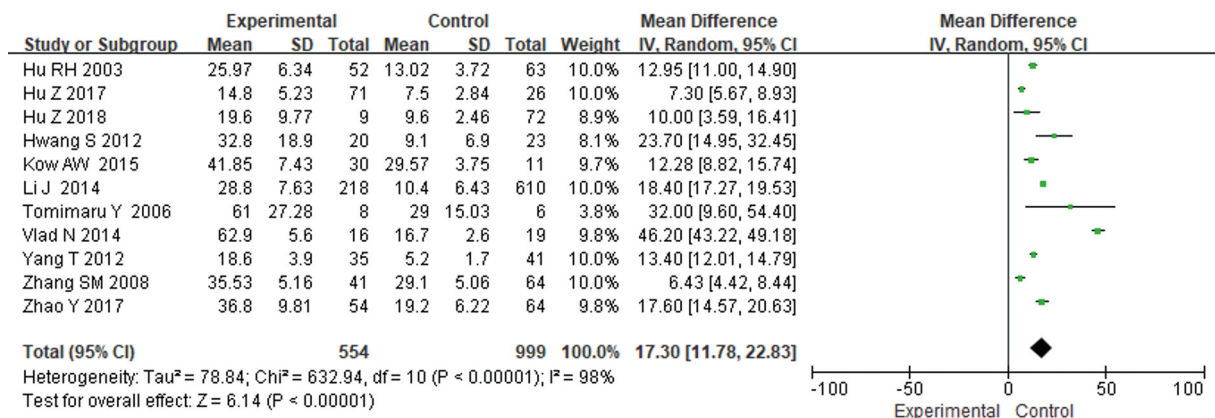 Experimental Control Mean Difference Mean Difference
Study or Subgroup Mean SD Total Mean SD Total Weight IV, Random, 95% CI IV, Random, 95% CI
Hu RH 2003 25.97 6.34 52 13.02 3.72 63 10.0% 12.95 [11.00, 14.90]
Hu Z 2017 14.8 5.23 71 7.5 2.84 26 10.0% 7.30 [5.67, 8.93]
Hu Z 2018 19.6 9.77 9 9.6 2.46 72 9.0% 10.00 [3.59, 16.41]
Hwang S 2012 32.8 18.9 20 9.1 6.9 23 8.1% 23.70 [14.95, 32.45]
Kow AW 2015 41.85 7.43 30 29.57 3.75 11 9.7% 12.28 [8.82, 15.74]
Li J 2014 28.8 7.63 218 10.4 6.43 610 10.0% 18.40 [17.27, 19.53]
Tomimaru Y 2006 61 27.28 8 29 15.03 6 3.8% 32.00 [9.60, 54.40]
Vlad N 2014 62.9 5.6 16 16.7 2.6 19 9.8% 46.20 [43.22, 49.18]
Yang T 2012 18.6 3.9 35 5.2 1.7 41 10.0% 13.40 [12.01, 14.79]
Zhang SM 2008 35.53 5.16 41 29.1 5.06 64 10.0% 6.43 [4.42, 8.44]
Zhao Y 2017 36.8 9.81 54 19.2 6.22 64 9.8% 17.60 [14.57, 20.63]
Total (95% CI) 554 999 100.0% 17.30 [11.78, 22.83]
Heterogeneity: Tau² = 78.84; Chi² = 632.94, df = 10 (P < 0.00001); I² = 98%
Test for overall effect: Z = 6.14 (P < 0.00001)
-100 -50 0 50 100
Experimental Control